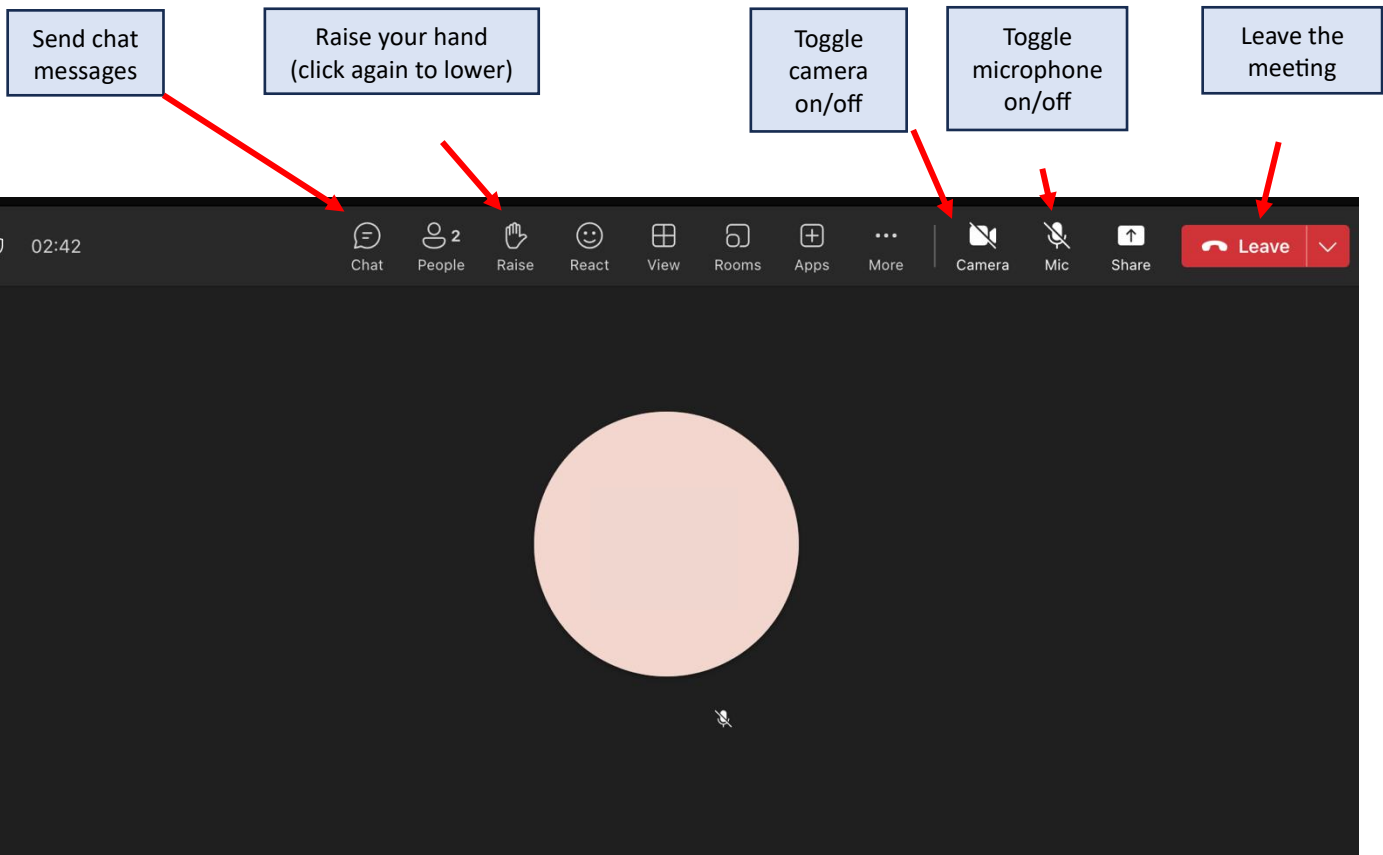 Send chat
messages
Raise your hand
(click again to lower)
Toggle
camera
on/off
Toggle
microphone
on/off
Leave the
meeting
02:42
2
Chat
People
Raise
React
View
Rooms
Apps
More
Camera
Mic
Share
Leave